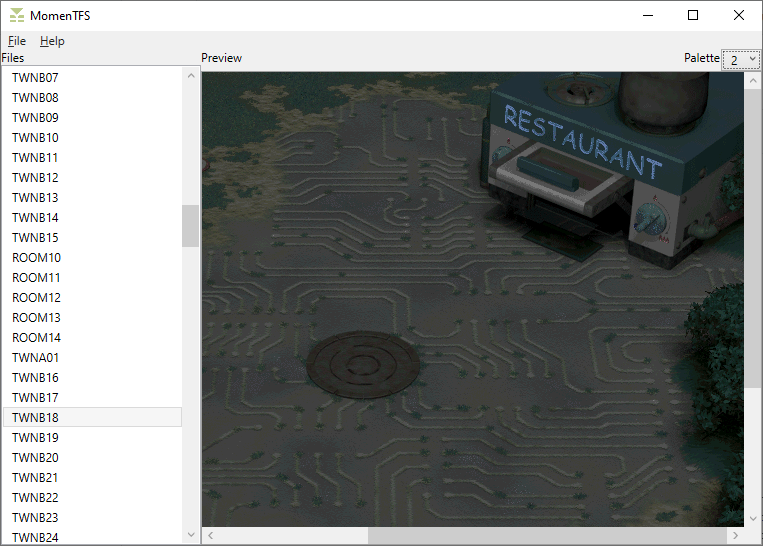 MomenTFS
File Help
Files Preview Palette 2
TWNB07
TWNB08
TWNB09
TWNB10
TWNB11
TWNB12
TWNB13
TWNB14
TWNB15
ROOM10
ROOM11
ROOM12
ROOM13
ROOM14
TWNA01
TWNB16
TWNB17
TWNB18
TWNB19
TWNB20
TWNB21
TWNB22
TWNB23
TWNB24
RESTAURANT